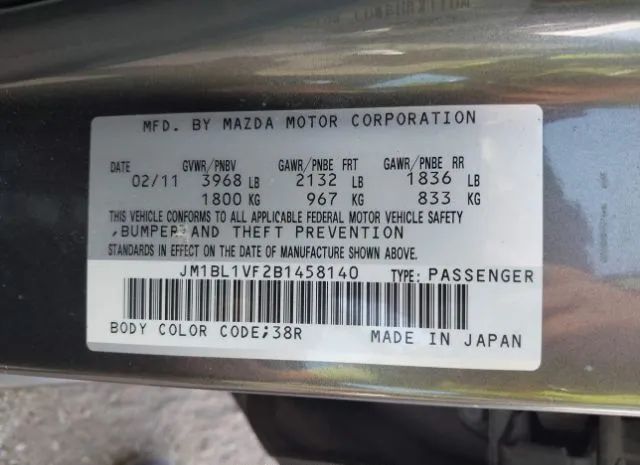 MFD. BY MAZDA MOTOR CORPORATION
DATE GVWR/PNBV GAWR/PNBE FRT GAWR/PNBE RR
02/11 3968 LB 2132 LB 1836 LB
1800 KG 967 KG 833 KG
THIS VEHICLE CONFORMS TO ALL APPLICABLE FEDERAL MOTOR VEHICLE SAFETY
,BUMPER AND THEFT PREVENTION
STANDARDS IN EFFECT ON THE DATE OF MANUFACTURE SHOWN ABOVE.
JM1BL1VF2B1458140 TYPE: PASSENGER
BODY COLOR CODE;38R MADE IN JAPAN